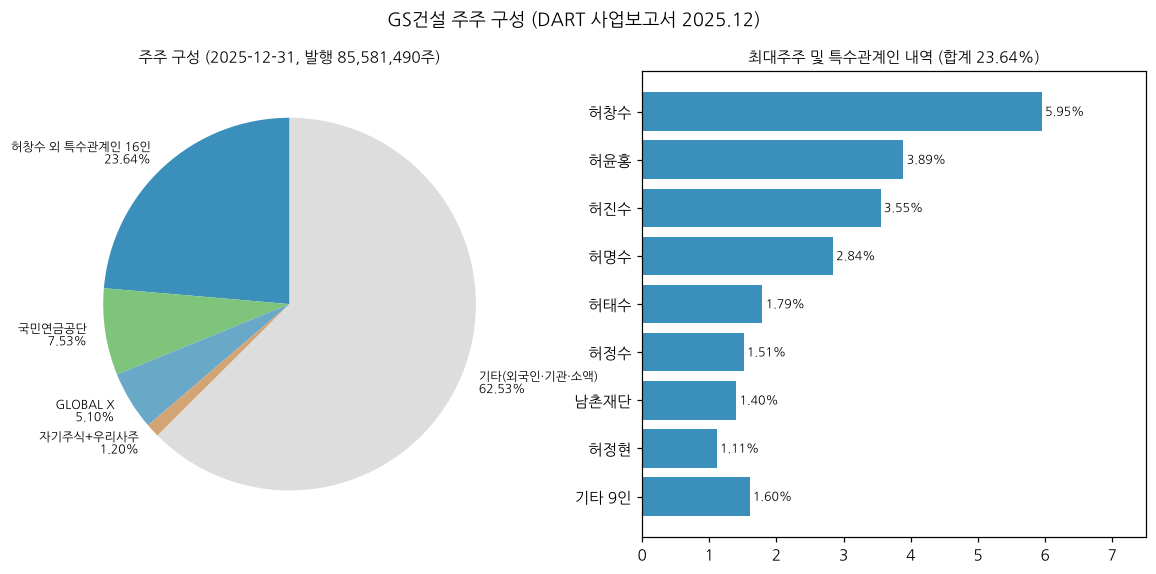 GS건설 주주 구성 (DART 사업보고서 2025.12)
주주 구성 (2025-12-31, 발행 85,581,490주)
허창수 외 특수관계인 16인
23.64%
국민연금공단
7.53%
GLOBAL X
5.10%
자기주식+우리사주
1.20%
기타(외국인·기관·소액)
62.53%
최대주주 및 특수관계인 내역 (합계 23.64%)
허창수 5.95%
허윤홍 3.89%
허진수 3.55%
허명수 2.84%
허태수 1.79%
허정수 1.51%
남촌재단 1.40%
허정현 1.11%
기타 9인 1.60%
0 1 2 3 4 5 6 7